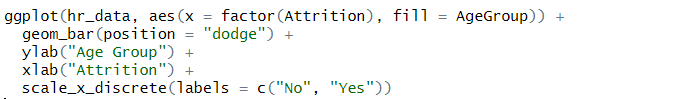 ggplot(hr_data, aes(x = factor(Attrition), fill = AgeGroup)) +
  geom_bar(position = "dodge") +
  ylab("Age Group") +
  xlab("Attrition") +
  scale_x_discrete(labels = c("No", "Yes"))